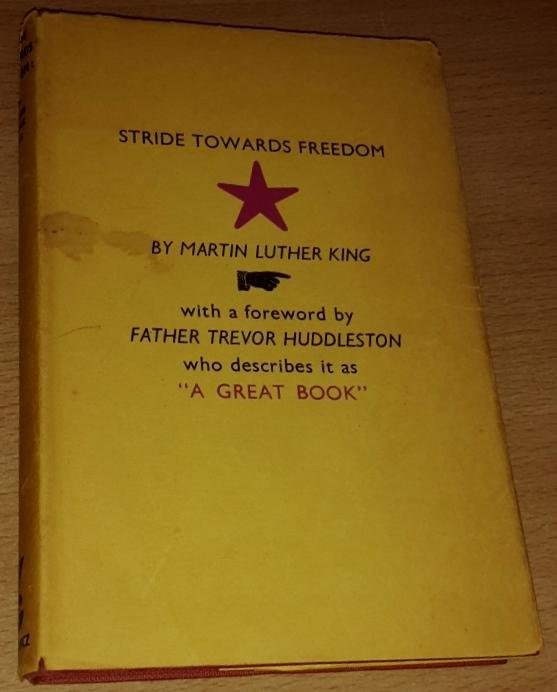 STRIDE TOWARDS FREEDOM
BY MARTIN LUTHER KING
with a foreword by
FATHER TREVOR HUDDLESTON
who describes it as
"A GREAT BOOK"